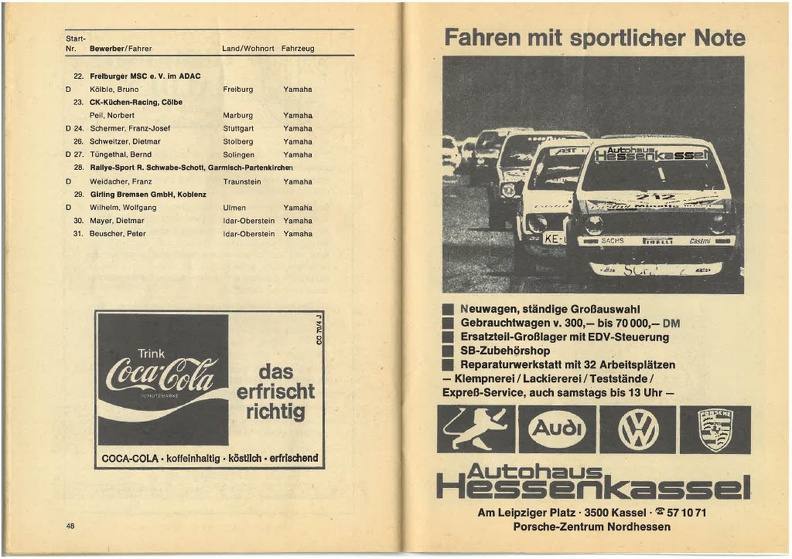 Start-
Nr. Bewerber/Fahrer Land/Wohnort Fahrzeug
22. Freiburger MSC e. V. im ADAC
D Kölble, Bruno Freiburg Yamaha
23. CK-Küchen-Racing, Cölbe
Peil, Norbert Marburg Yamaha
D 24. Schermer, Franz-Josef Stuttgart Yamaha
26. Schweitzer, Dietmar Stolberg Yamaha
D 27. Tüngethal, Bernd Solingen Yamaha
28. Rallye-Sport R. Schwabe-Schott, Garmisch-Partenkirchen
D Weidacher, Franz Traunstein Yamaha
29. Girling Bremsen GmbH, Koblenz
D Wilhelm, Wolfgang Ulmen Yamaha
30. Mayer, Dietmar Idar-Oberstein Yamaha
31. Beuscher, Peter Idar-Oberstein Yamaha
CC 70/4 J
Trink
Coca-Cola
SCHUTZMARKE
das
erfrischt
richtig
COCA-COLA · koffeinhaltig · köstlich · erfrischend
48
Fahren mit sportlicher Note
Autohaus
Hessenkassel
212
KE-
SACHS PIRELLI Castrol
Neuwagen, ständige Großauswahl
Gebrauchtwagen v. 300,— bis 70 000,— DM
Ersatzteil-Großlager mit EDV-Steuerung
SB-Zubehörshop
Reparaturwerkstatt mit 32 Arbeitsplätzen
— Klempnerei / Lackiererei / Teststände /
Expreß-Service, auch samstags bis 13 Uhr —
Audi
PORSCHE
Autohaus
Hessenkassel
Am Leipziger Platz · 3500 Kassel · ☎ 57 10 71
Porsche-Zentrum Nordhessen